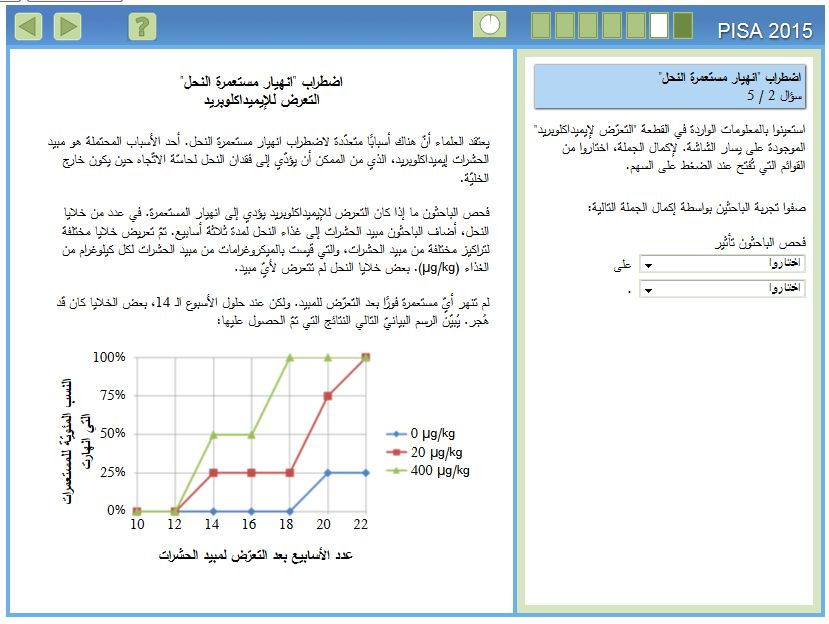 PISA 2015
اضطراب "انهيار مستعمرة النحل"
التعرض للإيميداكلوبريد
يعتقد العلماء أنّ هناك أسبابًا متعدّدة لاضطراب انهيار مستعمرة النحل. أحد الأسباب المحتملة هو مبيد
الحشرات إيميداكلوبريد، الذي من الممكن أن يؤدّي إلى فقدان النحل لحاسّة الاتّجاه حين يكون خارج
الخليّة.
فحص الباحثون ما إذا كان التعرض للإيميداكلوبريد يؤدي إلى انهيار المستعمرة. في عدد من خلايا
النحل، أضاف الباحثون مبيد الحشرات إلى غذاء النحل لمدة ثلاثة أسابيع. تمّ تعريض خلايا مختلفة
لتراكيز مختلفة من مبيد الحشرات، والتي قيست بالميكروغرامات من مبيد الحشرات لكل كيلوغرام من
الغذاء (µg/kg). بعض خلايا النحل لم تتعرض لأيّ مبيد.
لم تنهر أيّ مستعمرة فورًا بعد التعرّض للمبيد. ولكن عند حلول الأسبوع الـ 14، بعض الخلايا كان قد
هُجر. يُبيّن الرسم البيانيّ التالي النتائج التي تمّ الحصول عليها:
النسب المئويّة للمستعمرات
التي انهارت
100%
75%
50%
25%
0%
10 12 14 16 18 20 22
0 µg/kg
20 µg/kg
400 µg/kg
عدد الأسابيع بعد التعرّض لمبيد الحشرات
اضطراب "انهيار مستعمرة النحل"
سؤال 2 / 5
استعينوا بالمعلومات الواردة في القطعة "التعرّض لإيميداكلوبريد"
الموجودة على يسار الشاشة. لإكمال الجملة، اختاروا من
القوائم التي تُفتح عند الضغط على السهم.
صفوا تجربة الباحثين بواسطة إكمال الجملة التالية:
فحص الباحثون تأثير
اختاروا على
اختاروا .